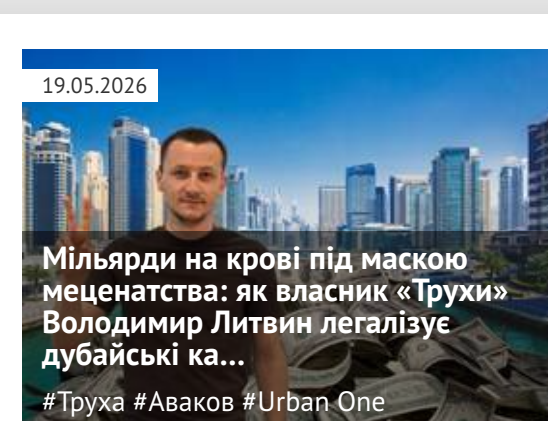 19.05.2026
Мільярди на крові під маскою
меценатства: як власник «Трухи»
Володимир Литвин легалізує
дубайські ка...
#Труха #Аваков #Urban One